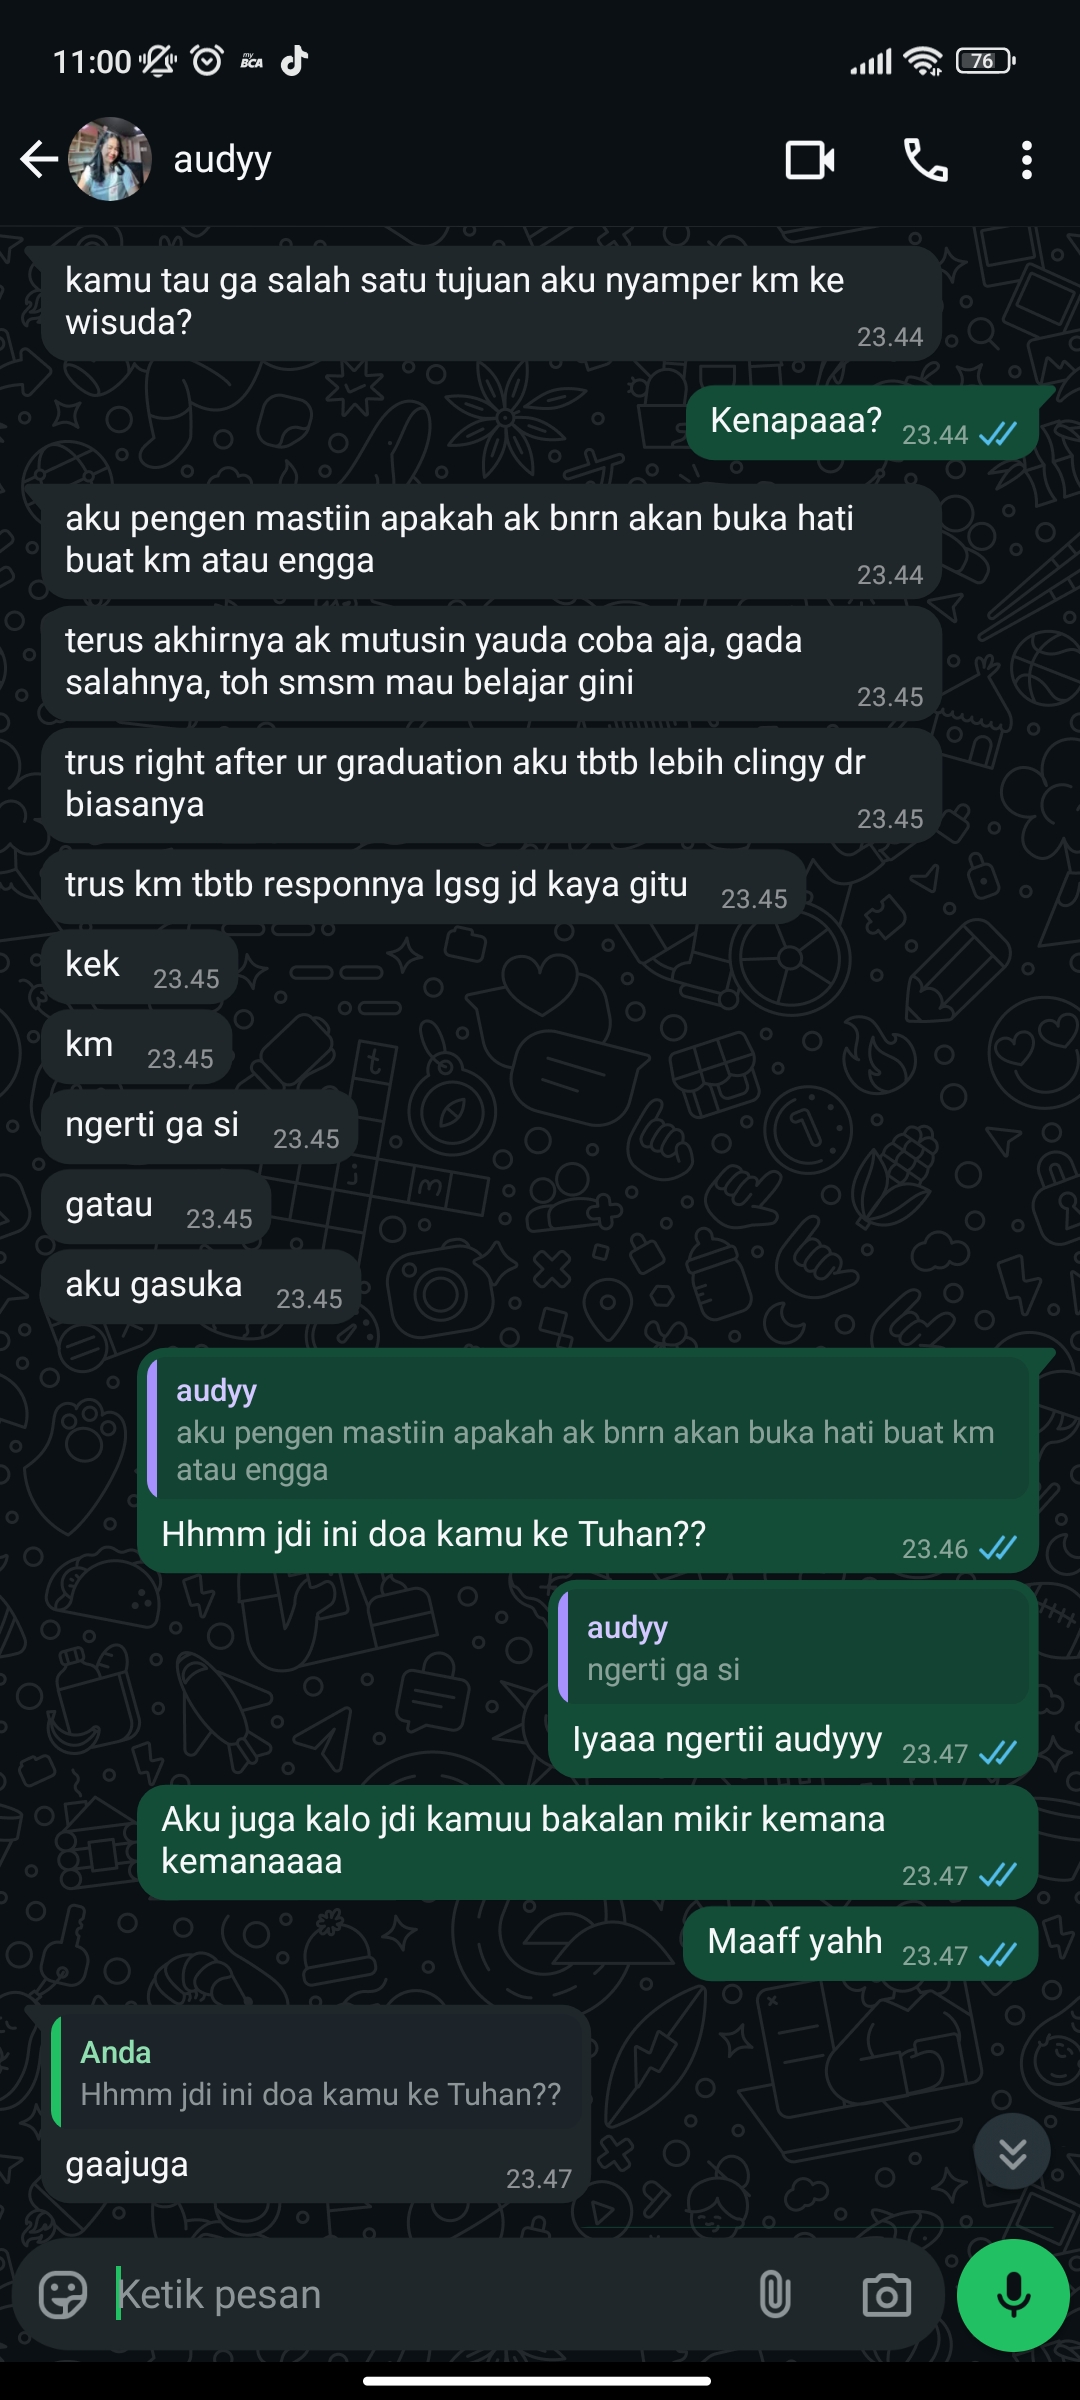 11:00 my BCA 76
audyy
kamu tau ga salah satu tujuan aku nyamper km ke
wisuda?
23.44
Kenapaaa? 23.44
aku pengen mastiin apakah ak bnrn akan buka hati
buat km atau engga
23.44
terus akhirnya ak mutusin yauda coba aja, gada
salahnya, toh smsm mau belajar gini
23.45
trus right after ur graduation aku tbtb lebih clingy dr
biasanya
23.45
trus km tbtb responnya lgsg jd kaya gitu 23.45
kek 23.45
km 23.45
ngerti ga si 23.45
gatau 23.45
aku gasuka 23.45
audyy
aku pengen mastiin apakah ak bnrn akan buka hati buat km
atau engga
Hhmm jdi ini doa kamu ke Tuhan?? 23.46
audyy
ngerti ga si
Iyaaa ngertii audyyy 23.47
Aku juga kalo jdi kamuu bakalan mikir kemana
kemanaaaa
23.47
Maaff yahh 23.47
Anda
Hhmm jdi ini doa kamu ke Tuhan??
gaajuga 23.47
Ketik pesan